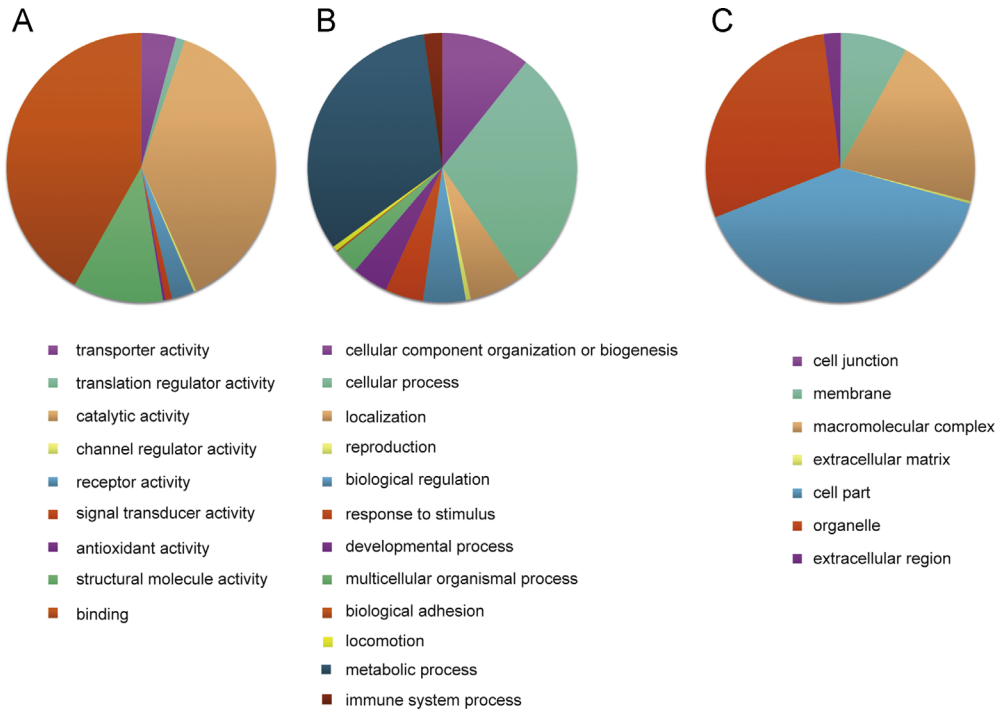 A
B
C
transporter activity
translation regulator activity
catalytic activity
channel regulator activity
receptor activity
signal transducer activity
antioxidant activity
structural molecule activity
binding
cellular component organization or biogenesis
cellular process
localization
reproduction
biological regulation
response to stimulus
developmental process
multicellular organismal process
biological adhesion
locomotion
metabolic process
immune system process
cell junction
membrane
macromolecular complex
extracellular matrix
cell part
organelle
extracellular region